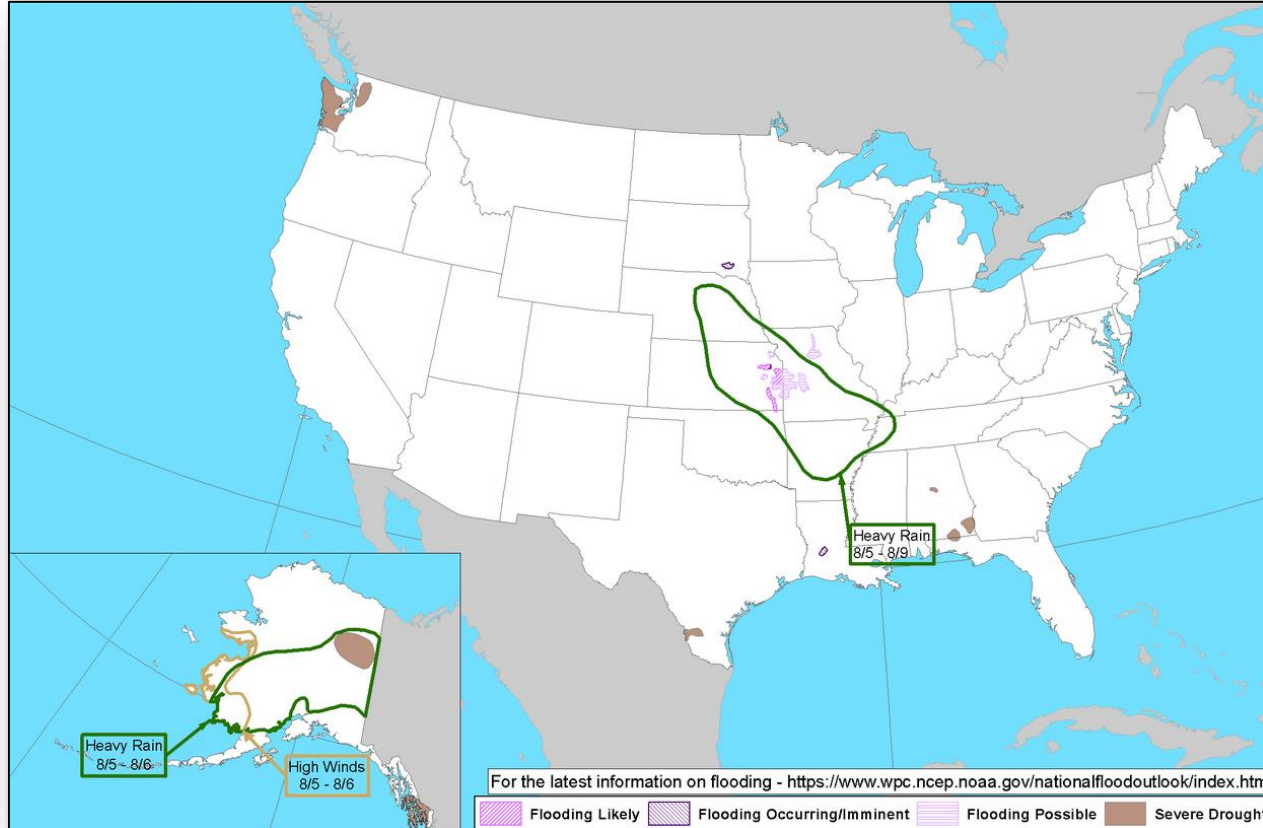 Heavy Rain
8/5 - 8/9
Heavy Rain
8/5 - 8/6
High Winds
8/5 - 8/6
For the latest information on flooding - https://www.wpc.ncep.noaa.gov/nationalfloodoutlook/index.htm
Flooding Likely Flooding Occurring/Imminent Flooding Possible Severe Drought